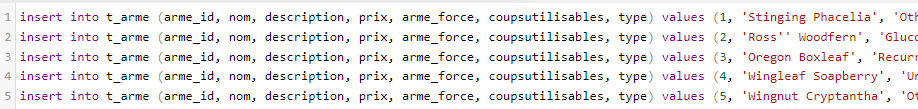 1 insert into t_arme (arme_id, nom, description, prix, arme_force, coupsutilisables, type) values (1, 'Stinging Phacelia', 'Oth
2 insert into t_arme (arme_id, nom, description, prix, arme_force, coupsutilisables, type) values (2, 'Ross'' Woodfern', 'Gluco
3 insert into t_arme (arme_id, nom, description, prix, arme_force, coupsutilisables, type) values (3, 'Oregon Boxleaf', 'Recurr
4 insert into t_arme (arme_id, nom, description, prix, arme_force, coupsutilisables, type) values (4, 'Wingleaf Soapberry', 'Un
5 insert into t_arme (arme_id, nom, description, prix, arme_force, coupsutilisables, type) values (5, 'Wingnut Cryptantha',